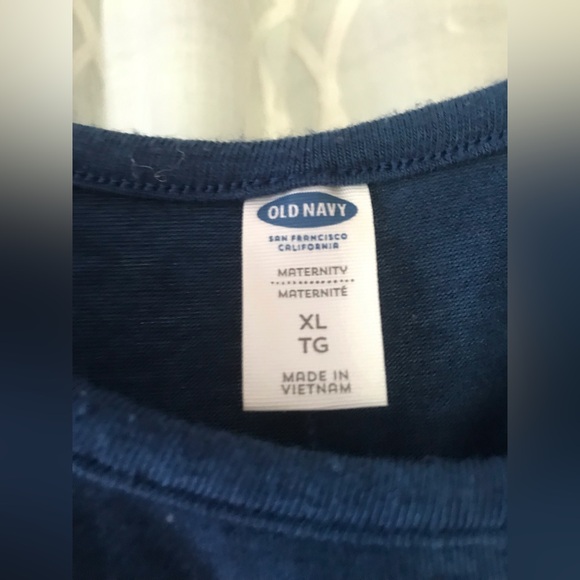 OLD NAVY
SAN FRANCISCO
CALIFORNIA
MATERNITY
MATERNITÉ
XL
TG
MADE IN
VIETNAM